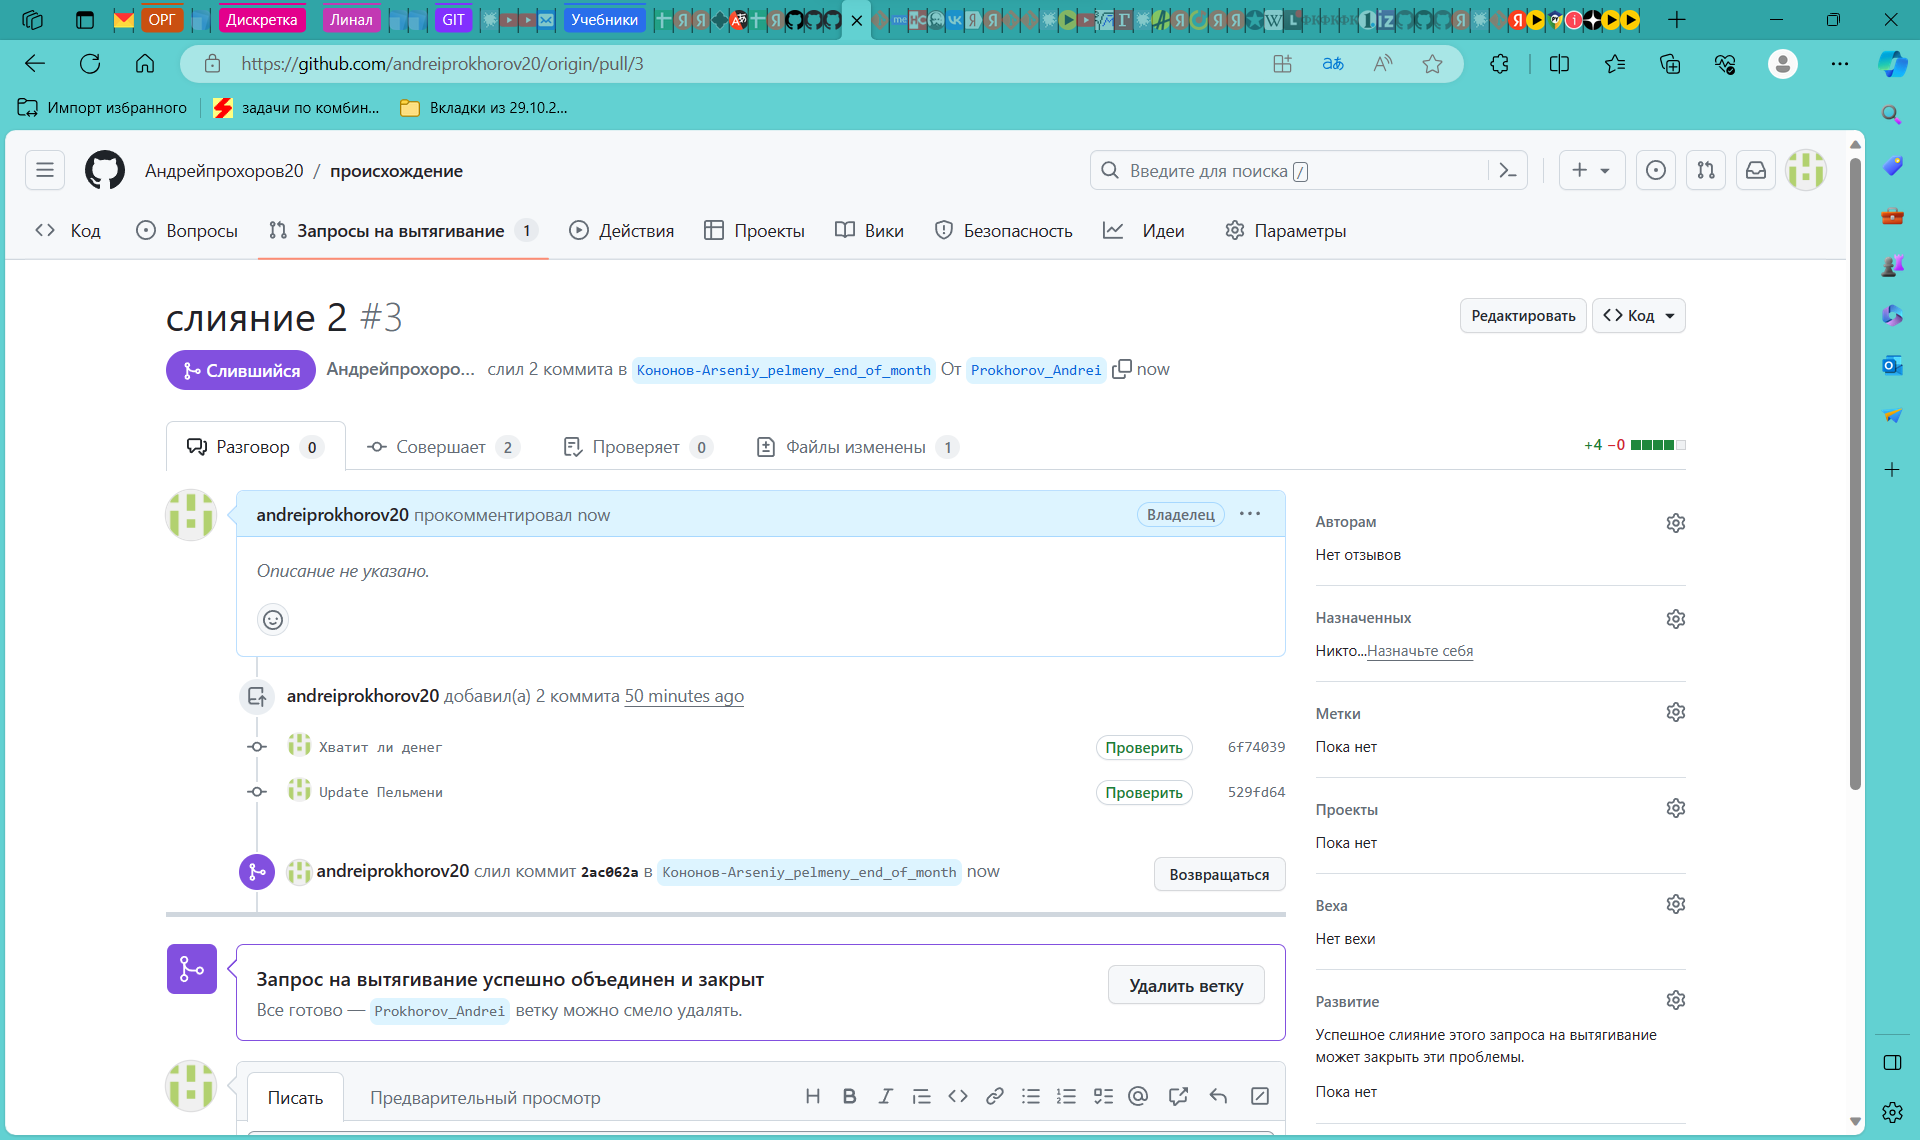 ОРГ
Дискретка
Линал
GIT
Учебники
https://github.com/andreiprokhorov20/origin/pull/3
Импорт избранного
задачи по комбин...
Вкладки из 29.10.2...
Андрейпрохоров20 / происхождение
Введите для поиска /
Код
Вопросы
Запросы на вытягивание 1
Действия
Проекты
Вики
Безопасность
Идеи
Параметры
слияние 2 #3
Редактировать
Код
Слившийся
Андрейпрохоро... слил 2 коммита в Кононов-Arseniy_pelmeny_end_of_month От Prokhorov_Andrei now
Разговор 0
Совершает 2
Проверяет 0
Файлы изменены 1
+4 −0
andreiprokhorov20 прокомментировал now
Владелец
Описание не указано.
andreiprokhorov20 добавил(а) 2 коммита 50 minutes ago
Хватит ли денег
Проверить
6f74039
Update Пельмени
Проверить
529fd64
andreiprokhorov20 слил коммит 2ac062a в Кононов-Arseniy_pelmeny_end_of_month now
Возвращаться
Запрос на вытягивание успешно объединен и закрыт
Все готово — Prokhorov_Andrei ветку можно смело удалять.
Удалить ветку
Писать
Предварительный просмотр
Авторам
Нет отзывов
Назначенных
Никто...Назначьте себя
Метки
Пока нет
Проекты
Пока нет
Веха
Нет вехи
Развитие
Успешное слияние этого запроса на вытягивание
может закрыть эти проблемы.
Пока нет